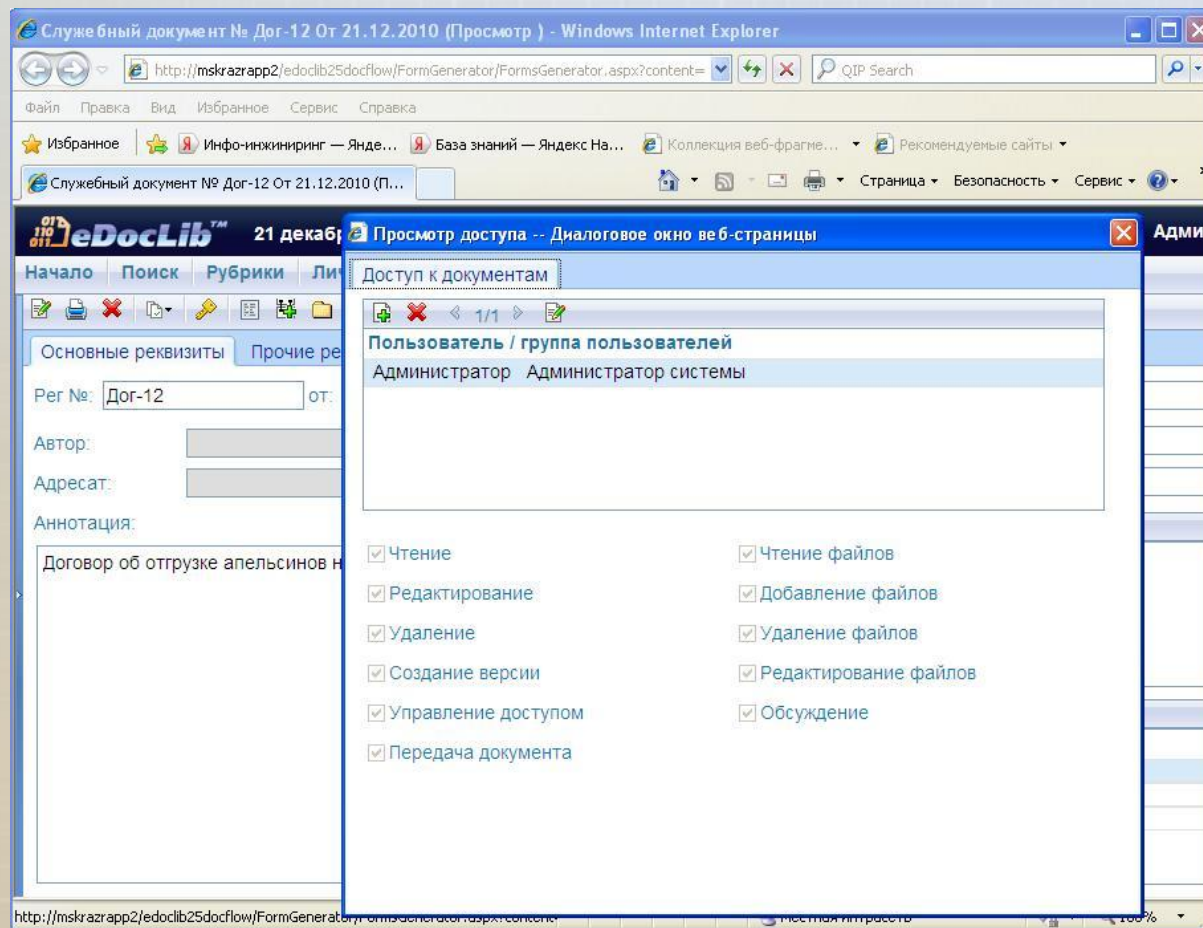 Служебный документ № Дог-12 От 21.12.2010 (Просмотр ) - Windows Internet Explorer
http://mskrazrapp2/edoclib25docflow/FormGenerator/FormsGenerator.aspx?content=
QIP Search
Файл Правка Вид Избранное Сервис Справка
Избранное Инфо-инжиниринг — Янде... База знаний — Яндекс На... Коллекция веб-фрагме... Рекомендуемые сайты
Служебный документ № Дог-12 От 21.12.2010 (П... Страница Безопасность Сервис
eDocLib™ 21 декабр
Просмотр доступа -- Диалоговое окно веб-страницы
Адми
Начало Поиск Рубрики Ли
Доступ к документам
1/1
Основные реквизиты Прочие ре
Пользователь / группа пользователей
Администратор Администратор системы
Рег №: Дог-12 от:
Автор:
Адресат:
Аннотация:
Договор об отгрузке апельсинов н
Чтение Чтение файлов
Редактирование Добавление файлов
Удаление Удаление файлов
Создание версии Редактирование файлов
Управление доступом Обсуждение
Передача документа
http://mskrazrapp2/edoclib25docflow/FormGenerator/FormsGenerator.aspx?content=